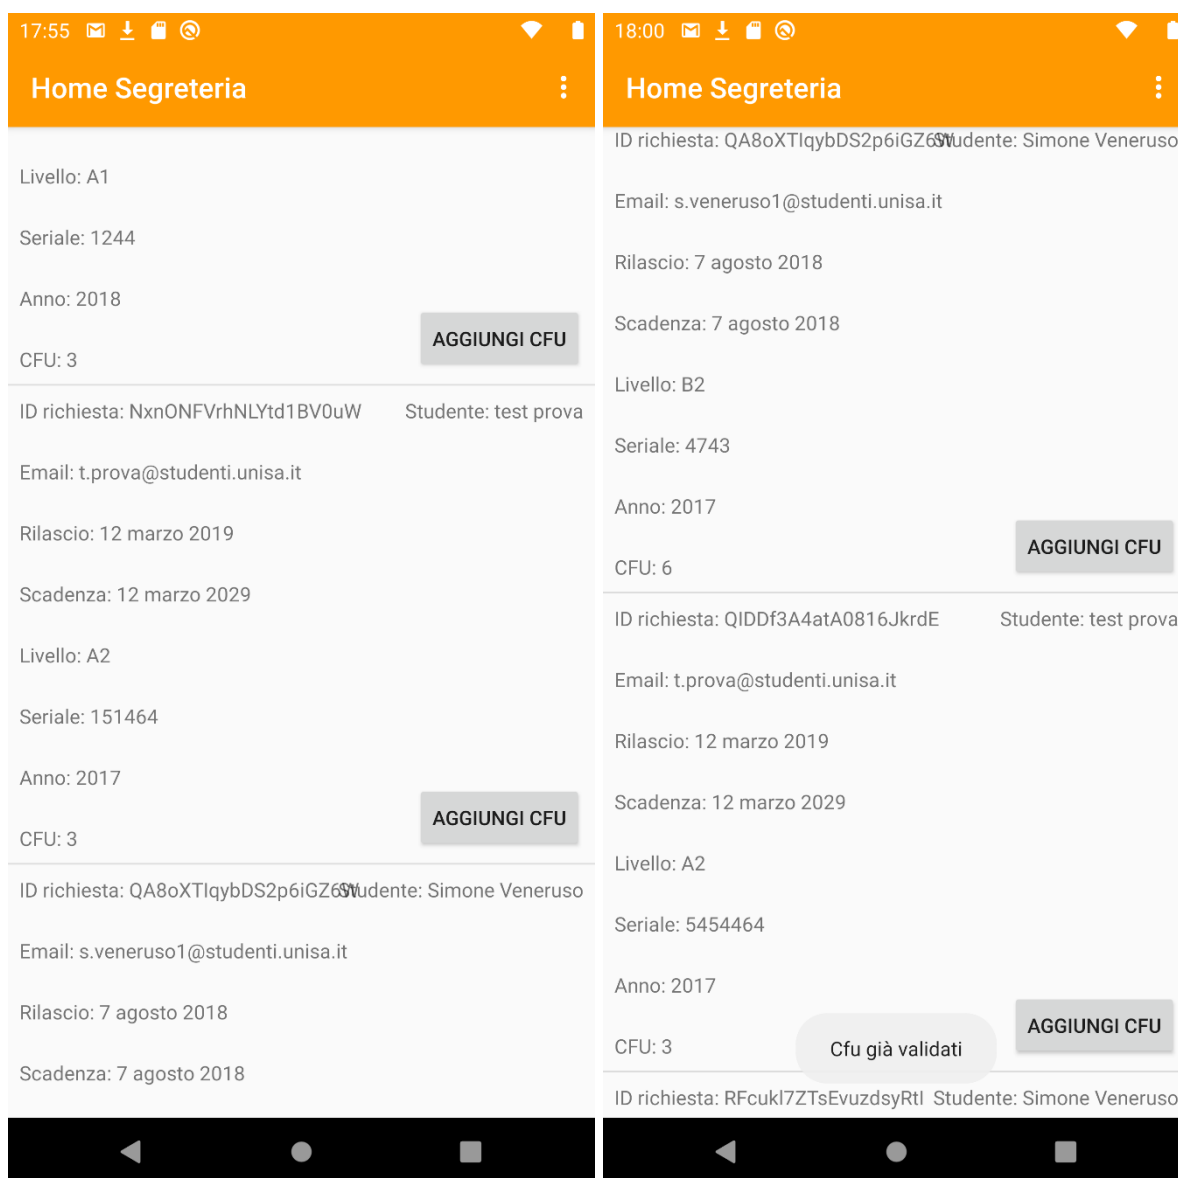 17:55
Home Segreteria
Livello: A1
Seriale: 1244
Anno: 2018
AGGIUNGI CFU
CFU: 3
ID richiesta: NxnONFVrhNLYtd1BV0uW Studente: test prova
Email: t.prova@studenti.unisa.it
Rilascio: 12 marzo 2019
Scadenza: 12 marzo 2029
Livello: A2
Seriale: 151464
Anno: 2017
AGGIUNGI CFU
CFU: 3
ID richiesta: QA8oXTIqybDS2p6iGZ6W Studente: Simone Veneruso
Email: s.veneruso1@studenti.unisa.it
Rilascio: 7 agosto 2018
Scadenza: 7 agosto 2018
18:00
Home Segreteria
ID richiesta: QA8oXTIqybDS2p6iGZ6W Studente: Simone Veneruso
Email: s.veneruso1@studenti.unisa.it
Rilascio: 7 agosto 2018
Scadenza: 7 agosto 2018
Livello: B2
Seriale: 4743
Anno: 2017
AGGIUNGI CFU
CFU: 6
ID richiesta: QIDDf3A4atA0816JkrdE Studente: test prova
Email: t.prova@studenti.unisa.it
Rilascio: 12 marzo 2019
Scadenza: 12 marzo 2029
Livello: A2
Seriale: 5454464
Anno: 2017
AGGIUNGI CFU
CFU: 3
Cfu già validati
ID richiesta: RFcukl7ZTsEvuzdsyRtI Studente: Simone Veneruso